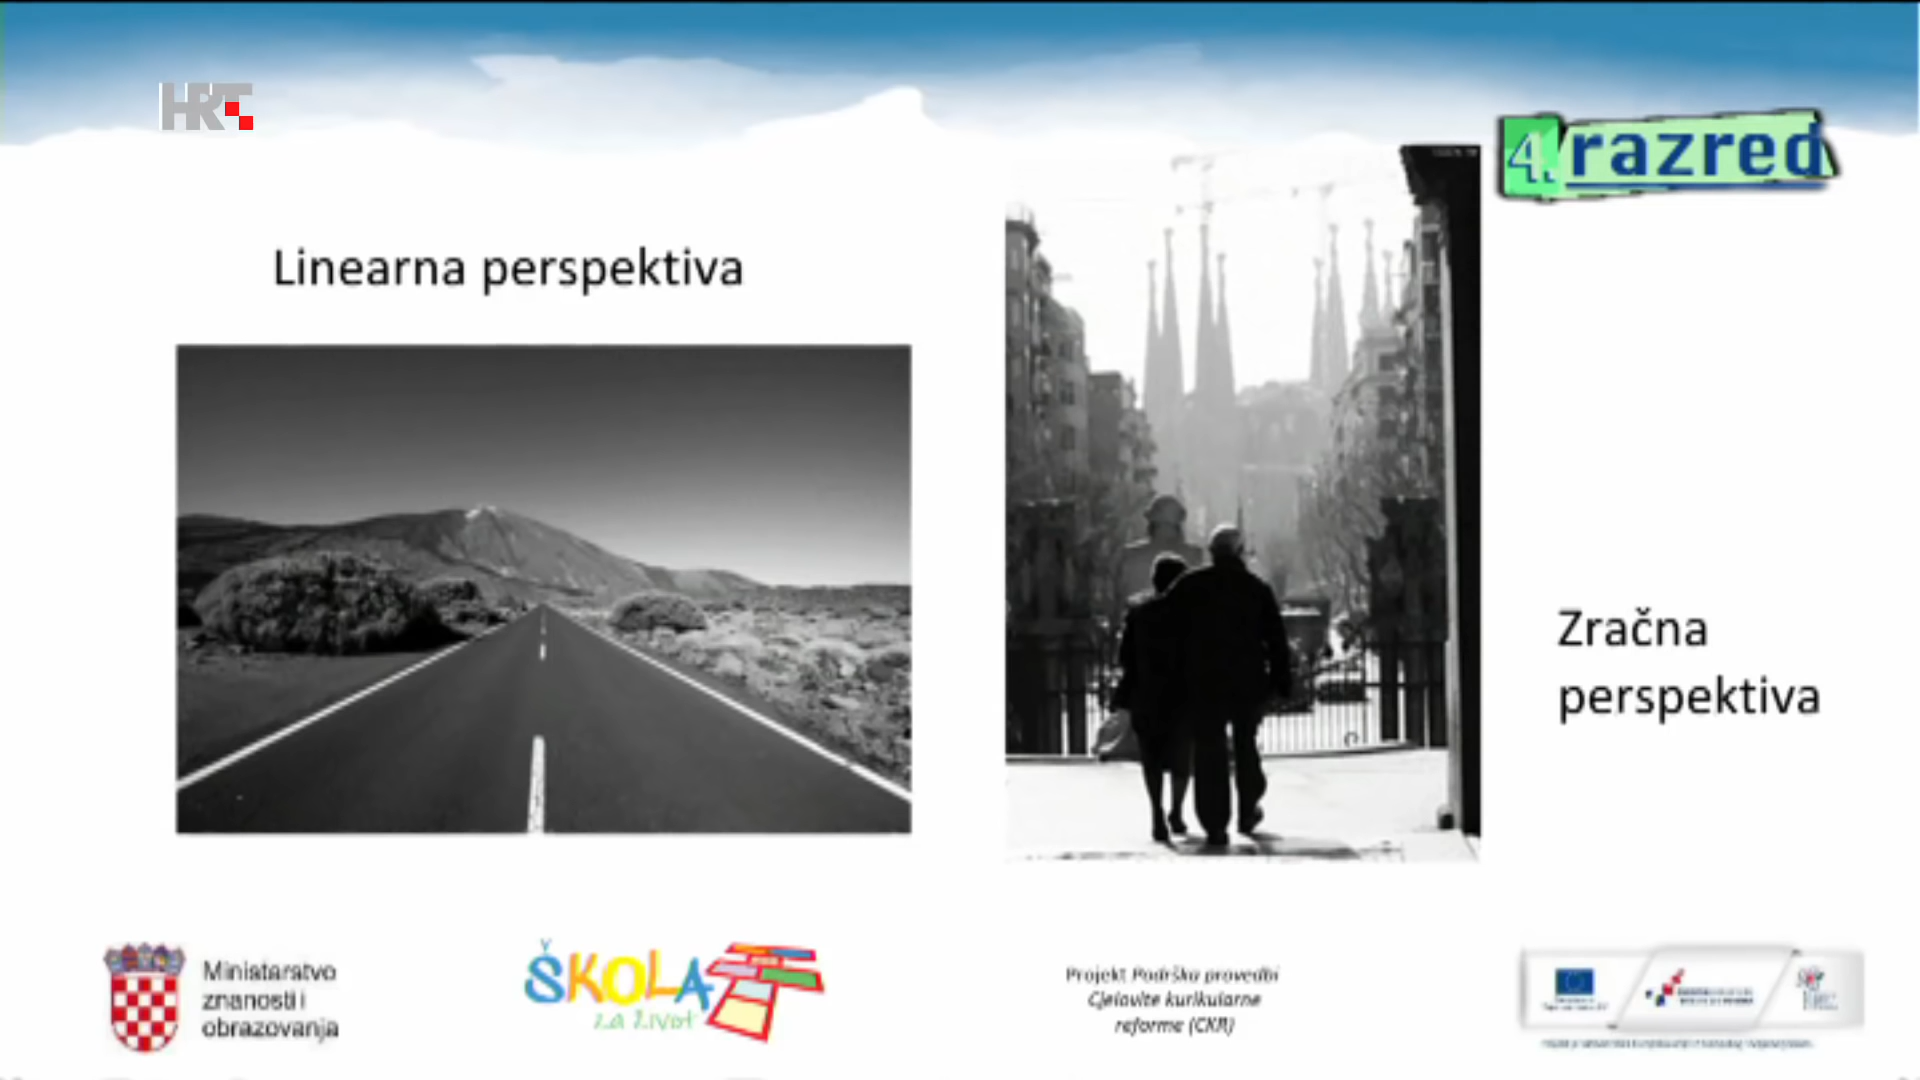 HRT
4. razred
Linearna perspektiva
Zračna
perspektiva
Ministarstvo
znanosti i
obrazovanja
ŠKOLA
za život
Projekt Podrška provedbi
Cjelovite kurikularne
reforme (CKR)